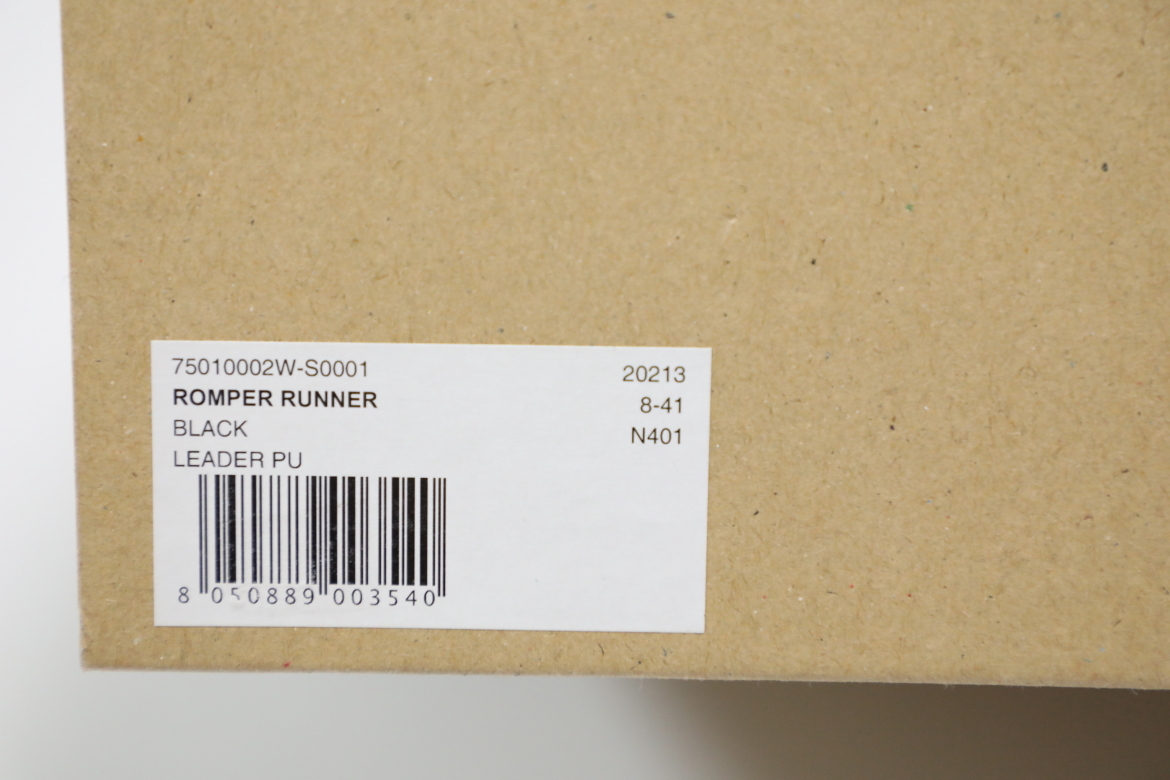 75010002W-S0001
ROMPER RUNNER
BLACK
LEADER PU
20213
8-41
N401
8 050889 003540